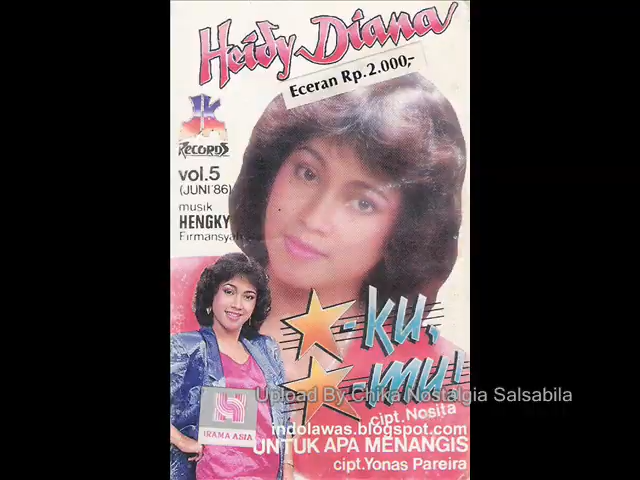 Heidy Diana
Eceran Rp.2.000,-
JK
RECORDS
vol.5
(JUNI'86)
musik
HENGKY
Firmansyah
-KU,
-mu!
Upload By Chika Nostalgia Salsabila
cipt. Nosita
indolawas.blogspot.com
IRAMA ASIA
UNTUK APA MENANGIS
cipt.Yonas Pareira